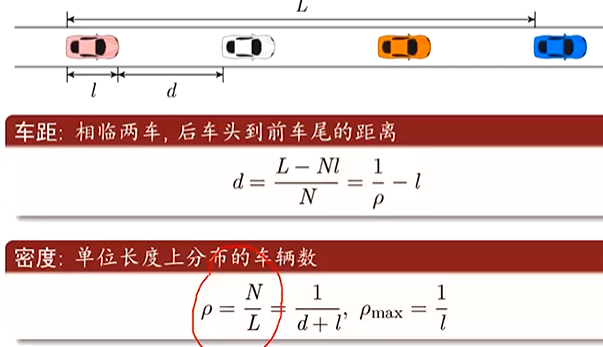 L
l d
车距: 相临两车, 后车头到前车尾的距离
d = \frac{L - Nl}{N} = \frac{1}{\rho} - l
密度: 单位长度上分布的车辆数
\rho = \frac{N}{L} = \frac{1}{d + l}, \rho_{\max} = \frac{1}{l}